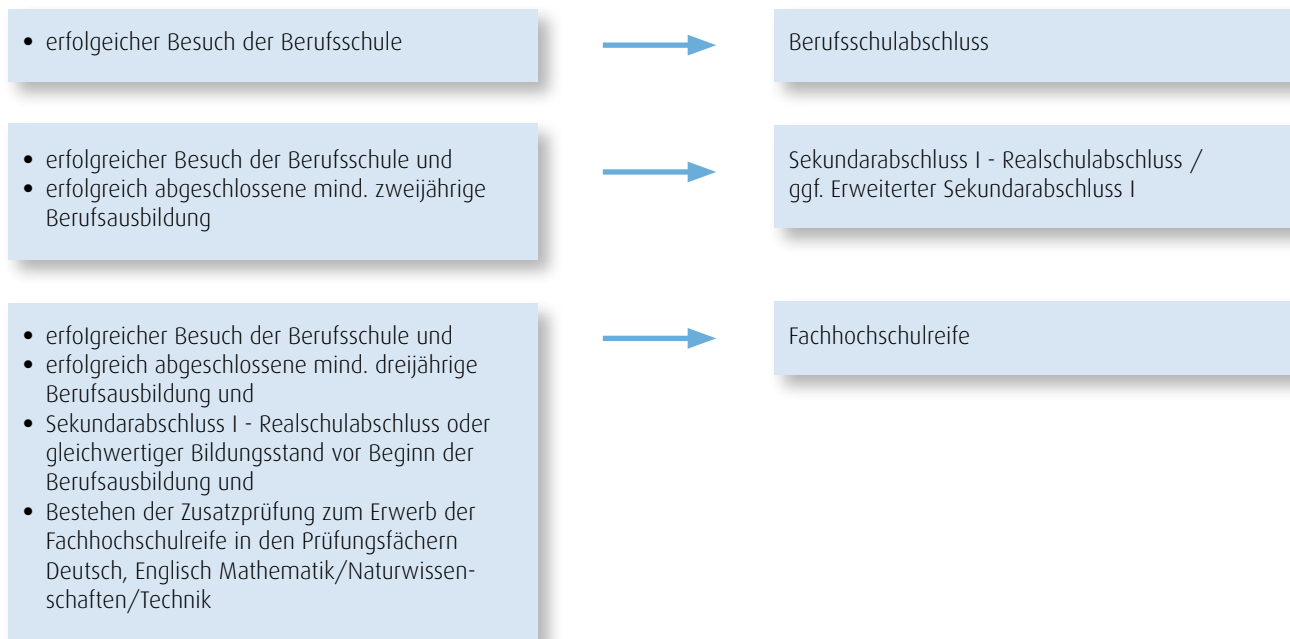 • erfolgeicher Besuch der Berufsschule
Berufsschulabschluss
• erfolgreicher Besuch der Berufsschule und
• erfolgreich abgeschlossene mind. zweijährige
Berufsausbildung
Sekundarabschluss I - Realschulabschluss /
ggf. Erweiterter Sekundarabschluss I
• erfolgreicher Besuch der Berufsschule und
• erfolgreich abgeschlossene mind. dreijährige
Berufsausbildung und
• Sekundarabschluss I - Realschulabschluss oder
gleichwertiger Bildungsstand vor Beginn der
Berufsausbildung und
• Bestehen der Zusatzprüfung zum Erwerb der
Fachhochschulreife in den Prüfungsfächern
Deutsch, Englisch Mathematik/Naturwissen-
schaften/Technik
Fachhochschulreife